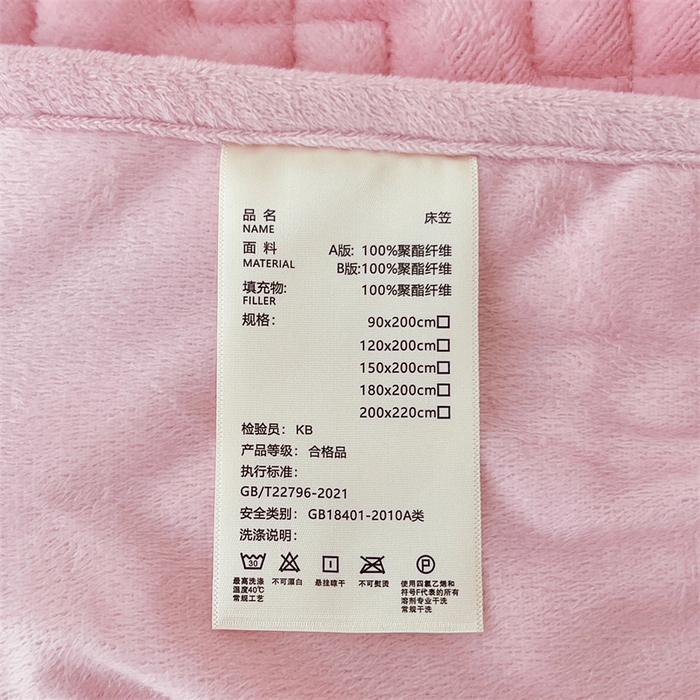 品 名 床笠
NAME
面 料 A版: 100%聚酯纤维
MATERIAL B版:100%聚酯纤维
填充物: 100%聚酯纤维
FILLER
规格: 90x200cm□
120x200cm□
150x200cm□
180x200cm□
200x220cm□
检验员: KB
产品等级: 合格品
执行标准:
GB/T22796-2021
安全类别: GB18401-2010A类
洗涤说明:
30 P
最高洗涤 不可漂白 悬挂晾干 不可熨烫 使用四氯乙烯和
温度40℃ 符号F代表的所有
常规工艺 溶剂专业干洗
常规干洗